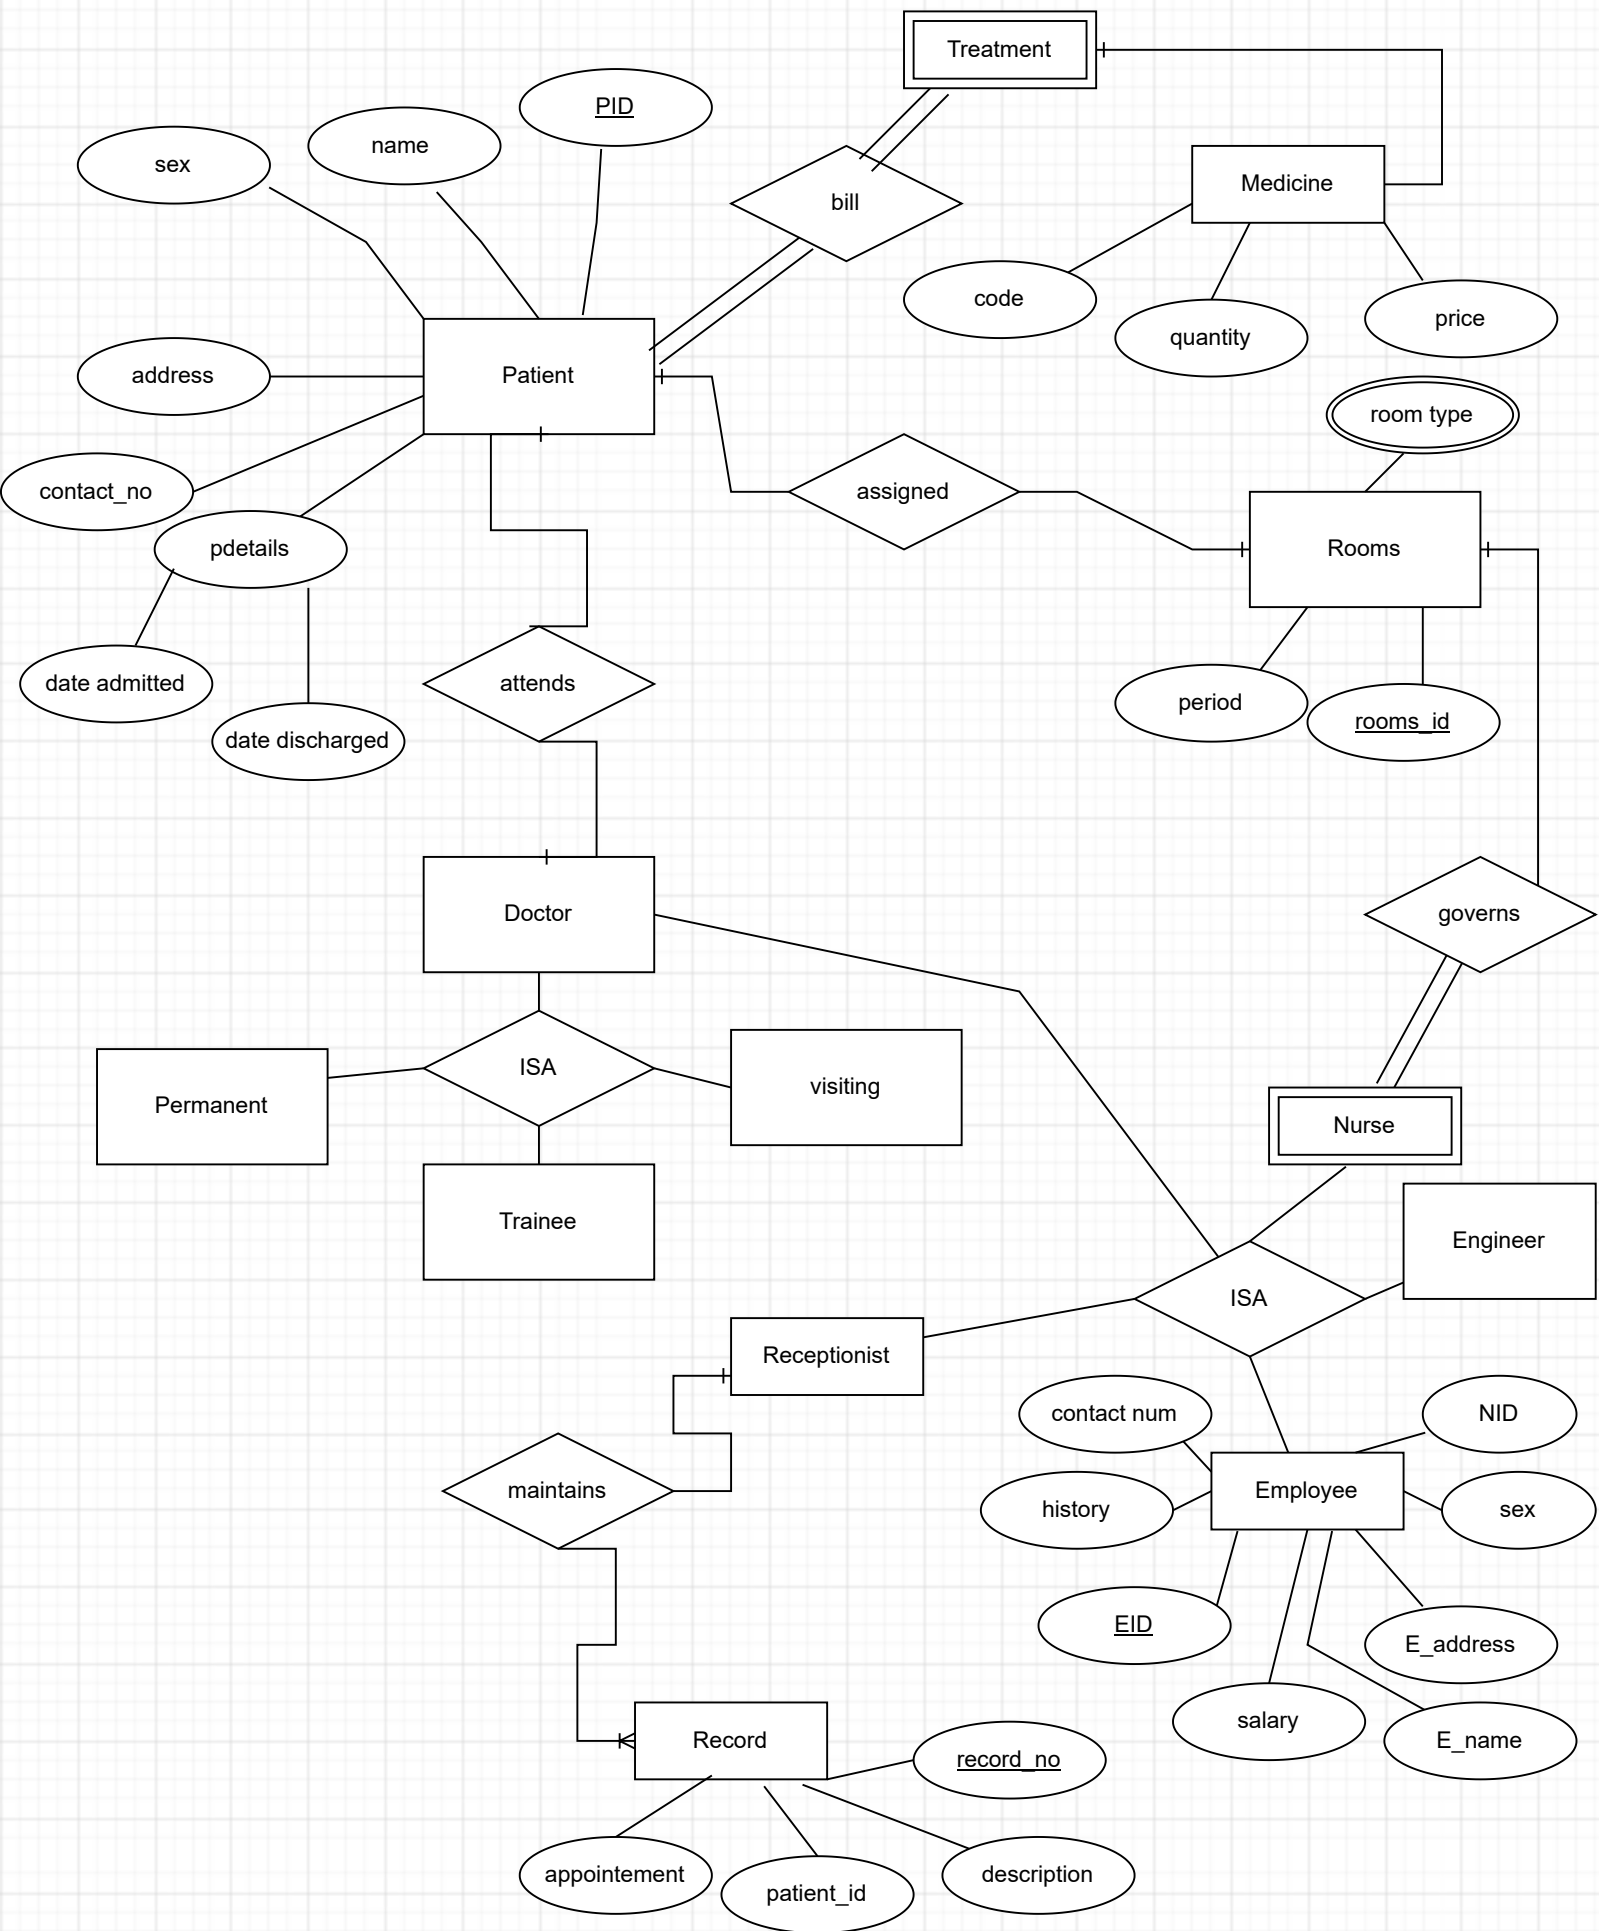 Treatment
PID
name
sex
Medicine
bill
code
quantity
price
address
Patient
room type
contact_no
assigned
pdetails
Rooms
date admitted
attends
period
rooms_id
date discharged
Doctor
governs
ISA
visiting
Permanent
Nurse
Trainee
Engineer
ISA
Receptionist
contact num
NID
maintains
Employee
history
sex
EID
E_address
salary
Record
E_name
record_no
appointement
patient_id
description